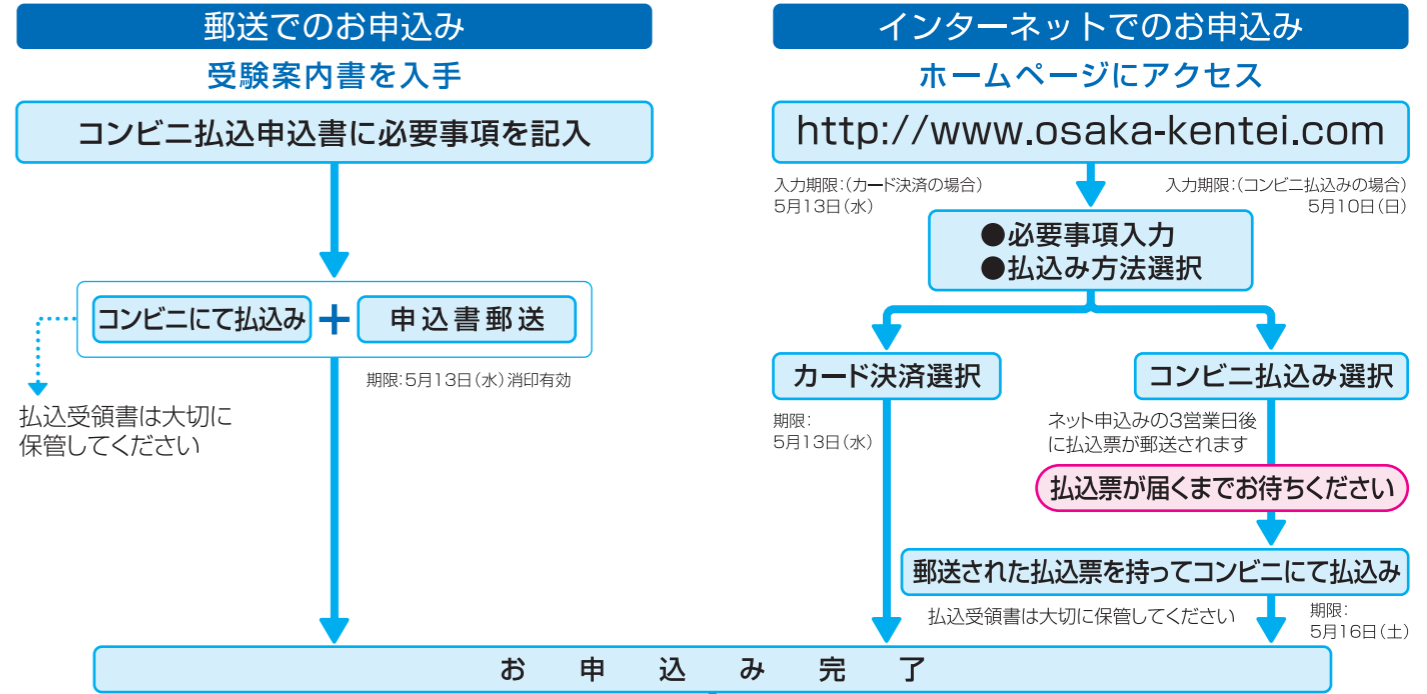 郵送でのお申込み
受験案内書を入手
コンビニ払込申込書に必要事項を記入
コンビニにて払込み
+
申込書郵送
期限:5月13日(水)消印有効
払込受領書は大切に
保管してください
インターネットでのお申込み
ホームページにアクセス
http://www.osaka-kentei.com
入力期限:(カード決済の場合)
5月13日(水)
入力期限:(コンビニ払込みの場合)
5月10日(日)
●必要事項入力
●払込み方法選択
カード決済選択
期限:
5月13日(水)
コンビニ払込み選択
ネット申込みの3営業日後
に払込票が郵送されます
払込票が届くまでお待ちください
郵送された払込票を持ってコンビニにて払込み
払込受領書は大切に保管してください
期限:
5月16日(土)
お申込み完了